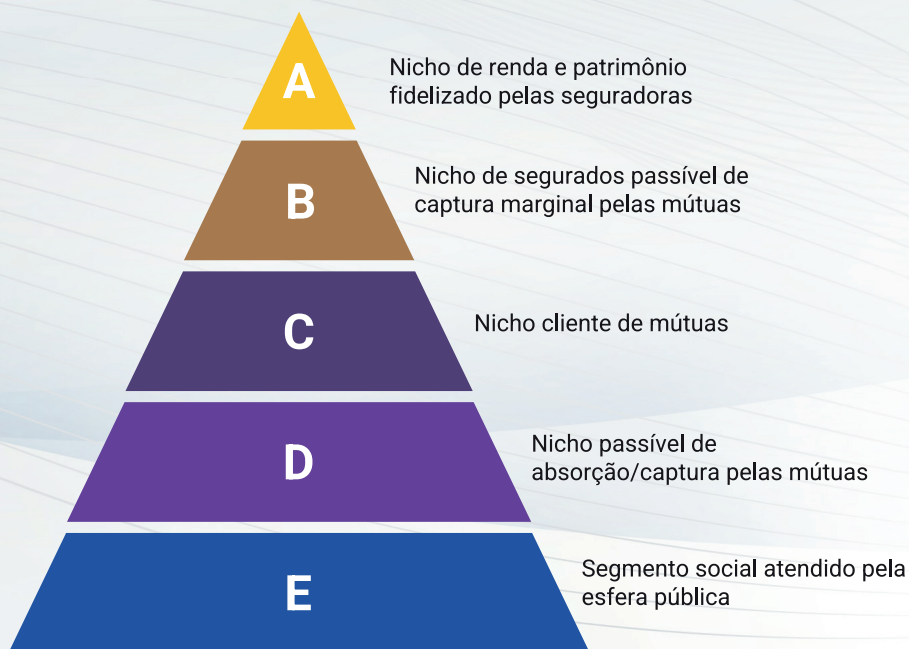 A
Nicho de renda e patrimônio
fidelizado pelas seguradoras
B
Nicho de segurados passível de
captura marginal pelas mútuas
C
Nicho cliente de mútuas
D
Nicho passível de
absorção/captura pelas mútuas
E
Segmento social atendido pela
esfera pública